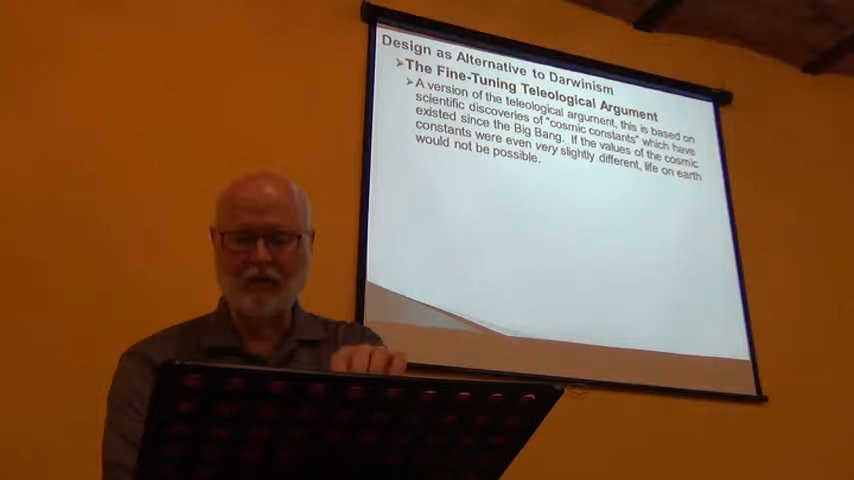 Design as Alternative to Darwinism
➢The Fine-Tuning Teleological Argument
➢A version of the teleological argument, this is based on
scientific discoveries of "cosmic constants" which have
existed since the Big Bang. If the values of the cosmic
constants were even very slightly different, life on earth
would not be possible.